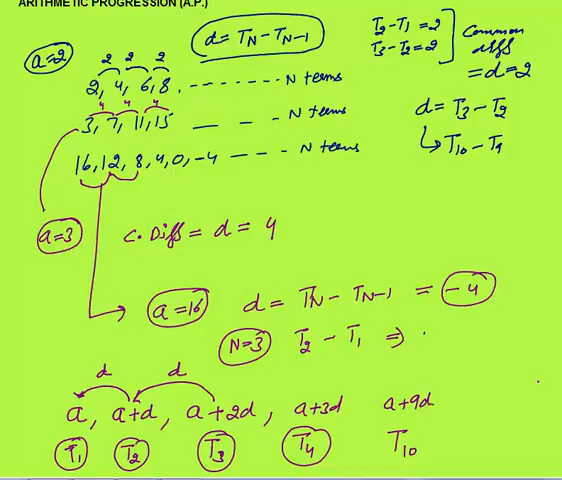 ARITHMETIC PROGRESSION (A.P.)
d = TN - TN-1
T2 - T1 = 2
T3 - T2 = 2
Common diff = d = 2
a=2
2 2 2
2, 4, 6, 8 . ------- N terms
4 4 4
3, 7, 11, 15 — — - - N terms
d = T3 - T2
T10 - T9
16, 12, 8, 4, 0, -4 — - - N terms
a=3
C. Diff = d = 4
a=16
d = TN - TN-1 = -4
N=3
T2 - T1 ⇒
d d
a, a+d, a+2d, a+3d a+9d
T1 T2 T3 T4 T10